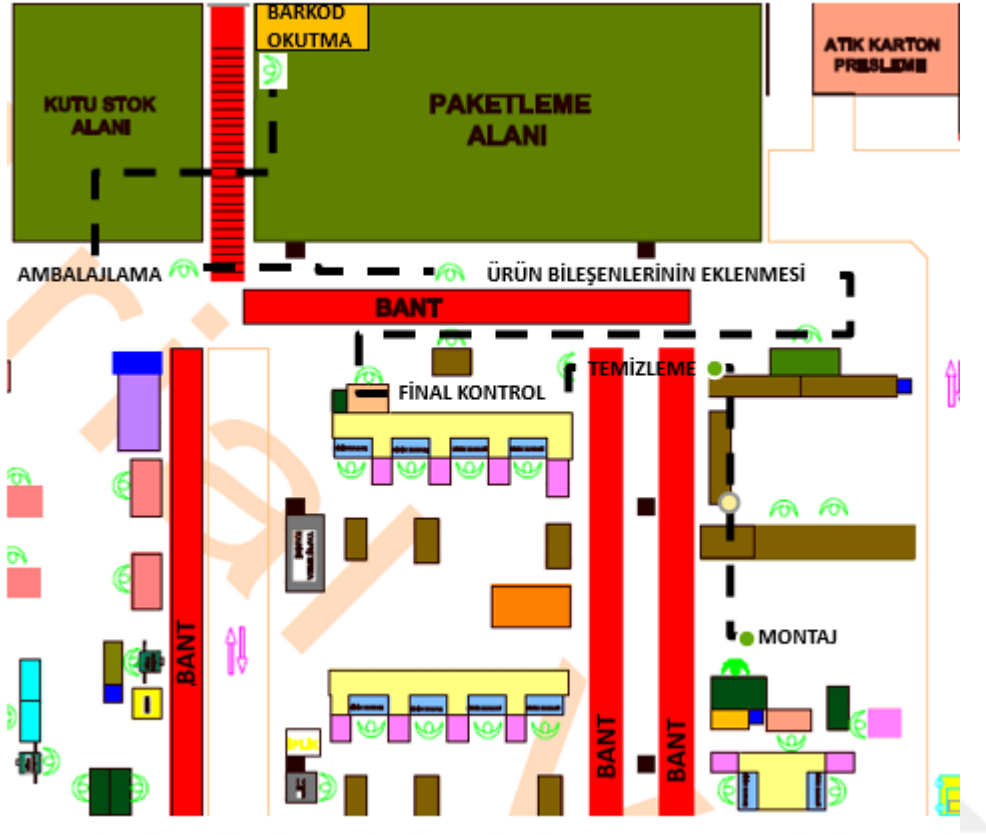 BARKOD
OKUTMA
ATIK KARTON
PRESLEME
KUTU STOK
ALANI
PAKETLEME
ALANI
AMBALAJLAMA
ÜRÜN BİLEŞENLERİNİN EKLENMESİ
BANT
TEMİZLEME
FİNAL KONTROL
MONTAJ
BANT
BANT
BANT
İPLİK